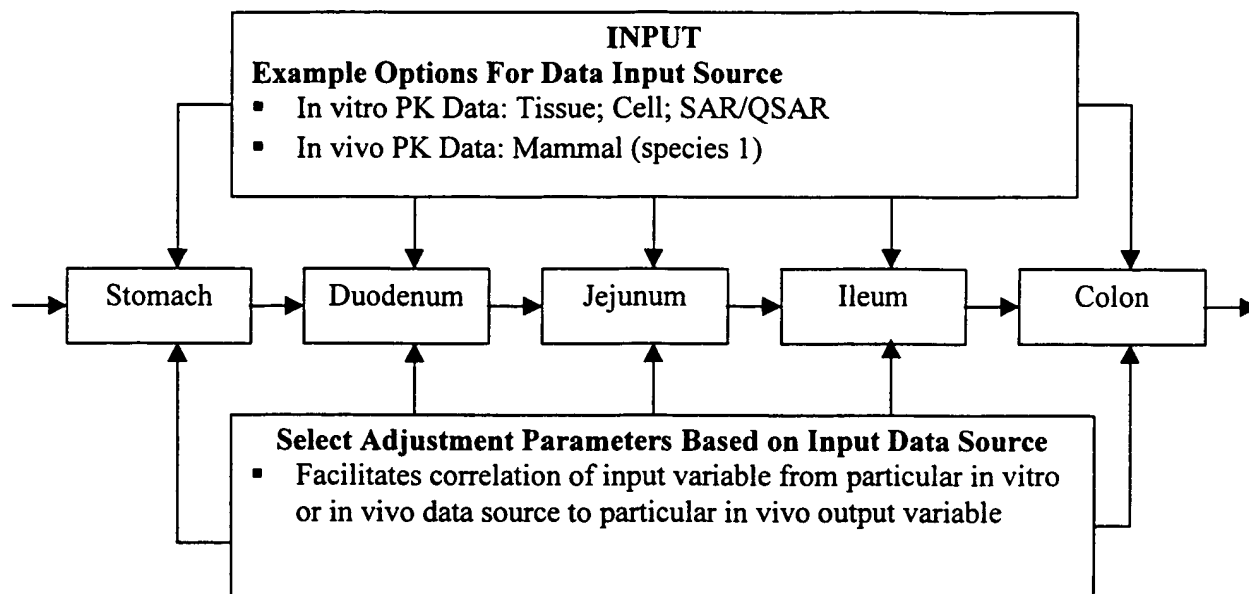 INPUT
Example Options For Data Input Source
▪ In vitro PK Data: Tissue; Cell; SAR/QSAR
▪ In vivo PK Data: Mammal (species 1)
Stomach
Duodenum
Jejunum
Ileum
Colon
Select Adjustment Parameters Based on Input Data Source
▪ Facilitates correlation of input variable from particular in vitro
or in vivo data source to particular in vivo output variable